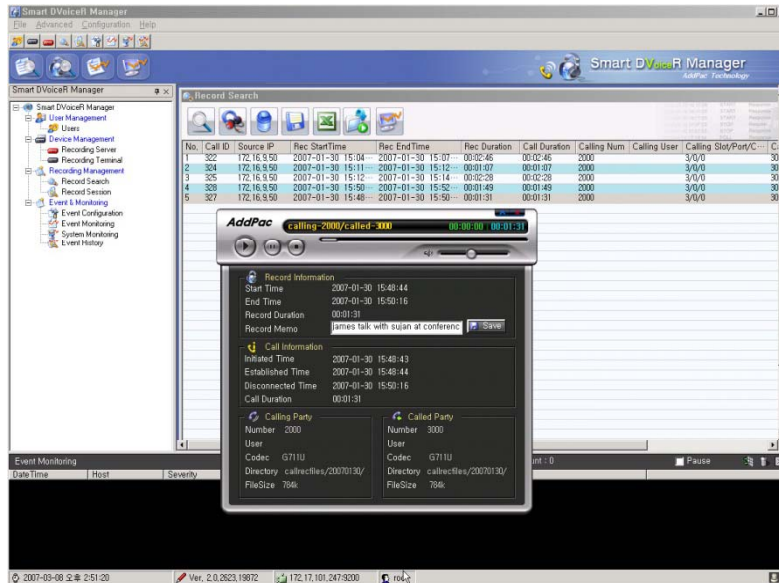 Smart DVoiceR Manager
File Advanced Configuration Help
Smart DVoiceR Manager
AddPac Technology
Smart DVoiceR Manager
Smart DVoiceR Manager
User Management
Users
Device Management
Recording Server
Recording Terminal
Recording Management
Record Search
Record Session
Event & Monitoring
Event Configuration
Event Monitoring
System Monitoring
Event History
Record Search
No, Call ID Source IP Rec StartTime Rec EndTime Rec Duration Call Duration Calling Num Calling User Calling Slot/Port/C···
1 322 172,16,9,50 2007-01-30 15:04··· 2007-01-30 15:07··· 00:02:46 00:02:46 2000 3/0/0 30
2 324 172,16,9,50 2007-01-30 15:11··· 2007-01-30 15:12··· 00:01:07 00:01:07 2000 3/0/0 30
3 325 172,16,9,50 2007-01-30 15:12··· 2007-01-30 15:14··· 00:02:28 00:02:28 2000 3/0/0 30
4 328 172,16,9,50 2007-01-30 15:50··· 2007-01-30 15:52··· 00:01:49 00:01:49 2000 3/0/0 30
5 327 172,16,9,50 2007-01-30 15:48··· 2007-01-30 15:50··· 00:01:31 00:01:31 2000 3/0/0 30
AddPac calling-2000/called-3000 00:00:00 00:01:31
Record Information
Start Time 2007-01-30 15:48:44
End Time 2007-01-30 15:50:16
Record Duration 00:01:31
Record Memo james talk with sujan at conferenc Save
Call Information
Initiated Time 2007-01-30 15:48:43
Established Time 2007-01-30 15:48:44
Disconnected Time 2007-01-30 15:50:16
Call Duration 00:01:31
Calling Party
Number 2000
User
Codec G711U
Directory callrecfiles/20070130/
FileSize 784k
Called Party
Number 3000
User
Codec G711U
Directory callrecfiles/20070130/
FileSize 784k
Event Monitoring
unt : 0 Pause
DateTime Host Severity
2007-03-08 오후 2:51:20 Ver, 2,0,2623,19872 172,17,101,247:9200 root